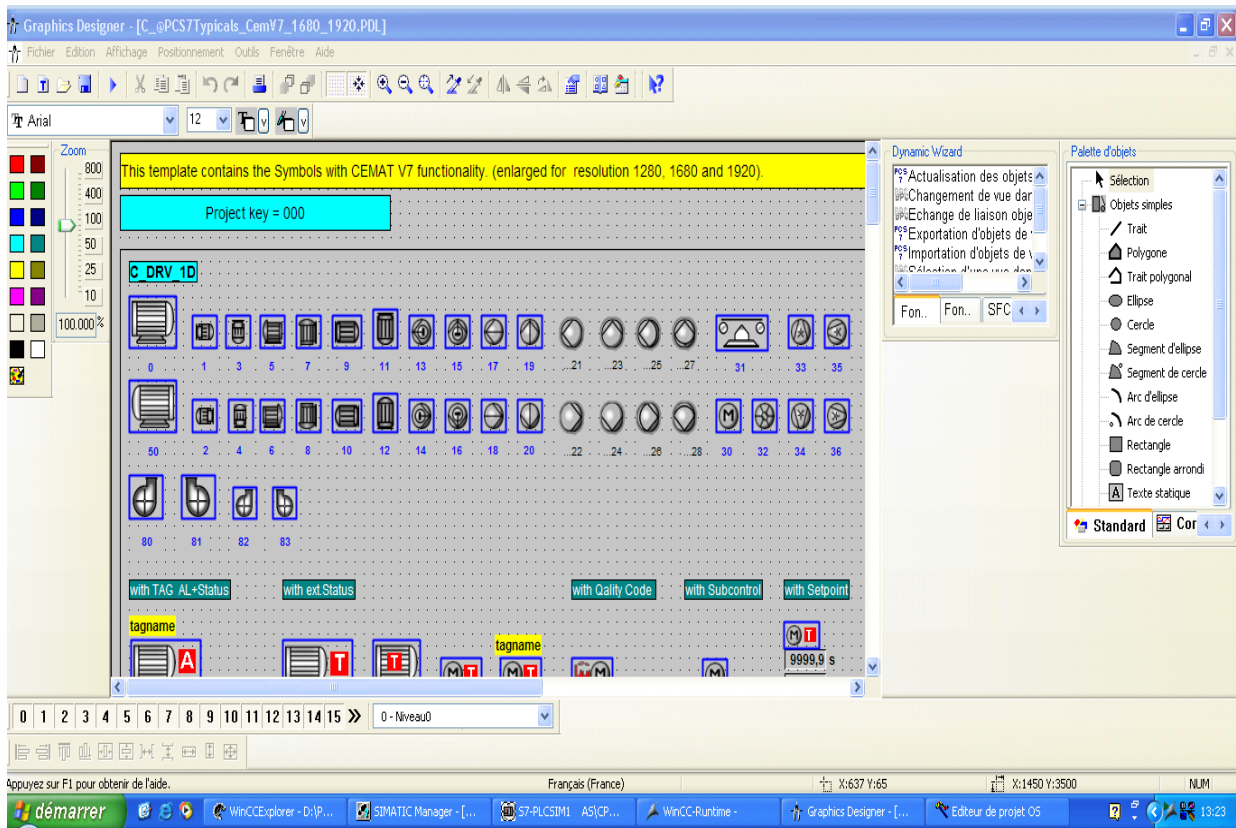 Graphics Designer - [C_@PCS7Typicals_CemV7_1680_1920.PDL]
Fichier Edition Affichage Positionnement Outils Fenêtre Aide
Arial 12
Zoom
800
400
100
50
25
10
100.000 %
This template contains the Symbols with CEMAT V7 functionality. (enlarged for resolution 1280, 1680 and 1920).
Project key = 000
C_DRV_1D
0 1 3 5 7 9 11 13 15 17 19 ...21 ...23 ...25 ...27 31 33 35
M
50 2 4 6 8 10 12 14 16 18 20 ...22 ...24 ...26 ...28 30 32 34 36
80 81 82 83
with TAG AL+Status with ext.Status with Qality Code with Subcontrol with Setpoint
tagname
M T
tagname
9999,9 s
A T T M T M T M M
Dynamic Wizard
Actualisation des objets
Changement de vue dar
Echange de liaison obje
Exportation d'objets de
Importation d'objets de v
Sélection d'une vue dan
Fon.. Fon.. SFC
Palette d'objets
Sélection
Objets simples
Trait
Polygone
Trait polygonal
Ellipse
Cercle
Segment d'ellipse
Segment de cercle
Arc d'ellipse
Arc de cercle
Rectangle
Rectangle arrondi
A Texte statique
Standard Cor
0 1 2 3 4 5 6 7 8 9 10 11 12 13 14 15 0 - Niveau0
Appuyez sur F1 pour obtenir de l'aide. Français (France) X:637 Y:65 X:1450 Y:3500 NUM
démarrer WinCCExplorer - D:\P... SIMATIC Manager - [... S7-PLCSIM1 AS\CP... WinCC-Runtime - Graphics Designer - [... Editeur de projet OS 13:23